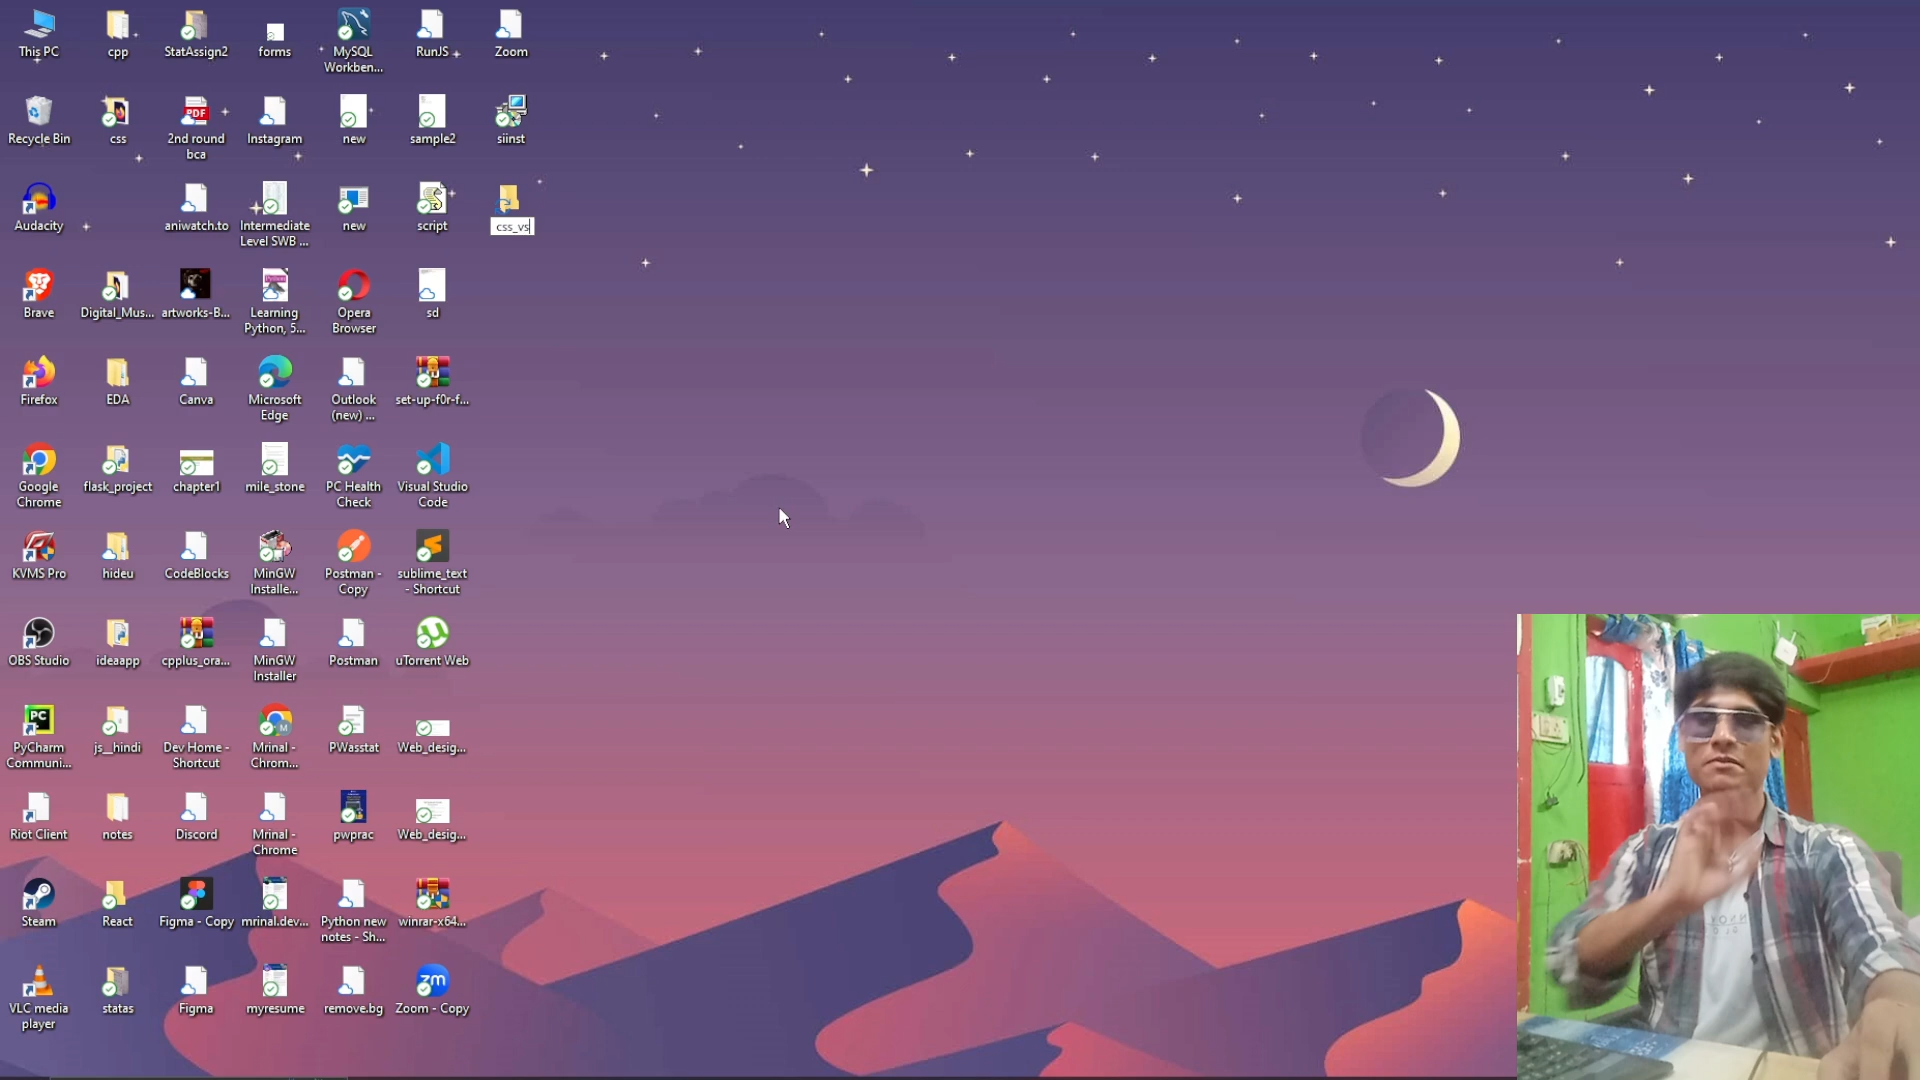 This PC
Recycle Bin
Audacity
Brave
Firefox
Google
Chrome
KVMS Pro
OBS Studio
PyCharm
Communi...
Riot Client
Steam
VLC media
player
cpp
css
Digital_Mus...
EDA
flask_project
hideu
ideaapp
js_hindi
notes
React
statas
StatAssign2
PDF
2nd round
bca
aniwatch.to
artworks-B...
Canva
chapter1
CodeBlocks
cpplus_ora...
Dev Home -
Shortcut
Discord
Figma - Copy
Figma
forms
Instagram
Intermediate
Level SWB ...
Learning
Python, 5...
Microsoft
Edge
mile_stone
MinGW
Installe...
MinGW
Installer
M
Mrinal -
Chrom...
Mrinal -
Chrome
mrinal.dev...
myresume
MySQL
Workben...
new
new
Opera
Browser
Outlook
(new) ...
PC Health
Check
Postman -
Copy
Postman
PWasstat
pwprac
Python new
notes - Sh...
remove.bg
RunJS
sample2
script
sd
set-up-f0r-f...
Visual Studio
Code
sublime_text
- Shortcut
uTorrent Web
Web_desig...
Web_desig...
winrar-x64...
zm
Zoom - Copy
Zoom
siinst
css_vs